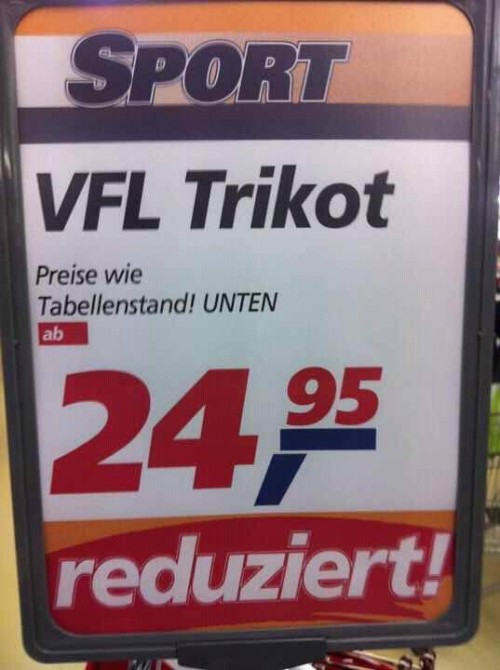 SPORT
VFL Trikot
Preise wie
Tabellenstand! UNTEN
ab
24,95
reduziert!